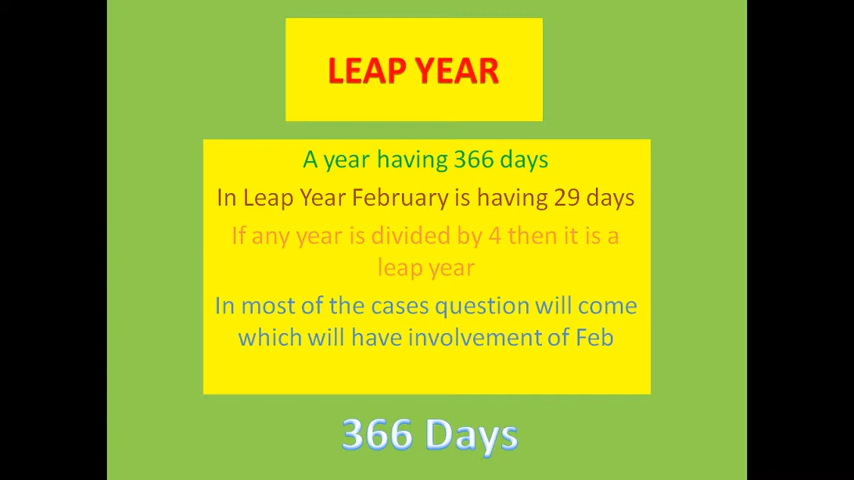 LEAP YEAR
A year having 366 days
In Leap Year February is having 29 days
If any year is divided by 4 then it is a
leap year
In most of the cases question will come
which will have involvement of Feb
366 Days